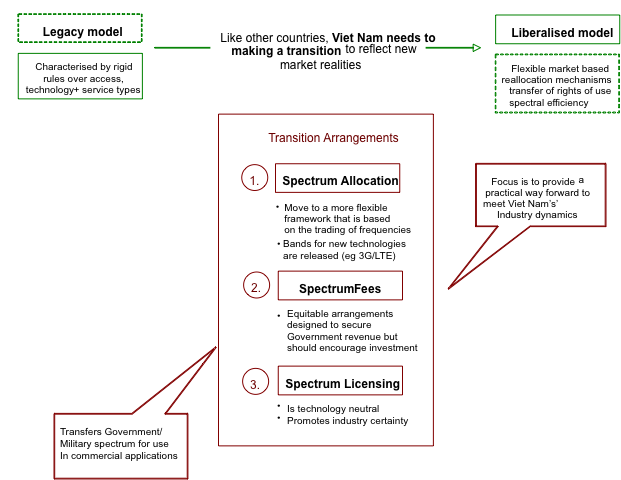 Legacy model
Characterised by rigid
rules over access,
technology+ service types
Like other countries, Viet Nam needs to
making a transition to reflect new
market realities
Liberalised model
Flexible market based
reallocation mechanisms
transfer of rights of use
spectral efficiency
Transition Arrangements
1. Spectrum Allocation
• Move to a more flexible
framework that is based
on the trading of frequencies
• Bands for new technologies
are released (eg 3G/LTE)
2. SpectrumFees
• Equitable arrangements
designed to secure
Government revenue but
should encourage investment
3. Spectrum Licensing
• Is technology neutral
• Promotes industry certainty
Focus is to provide a
practical way forward to
meet Viet Nam's'
Industry dynamics
Transfers Government/
Military spectrum for use
In commercial applications